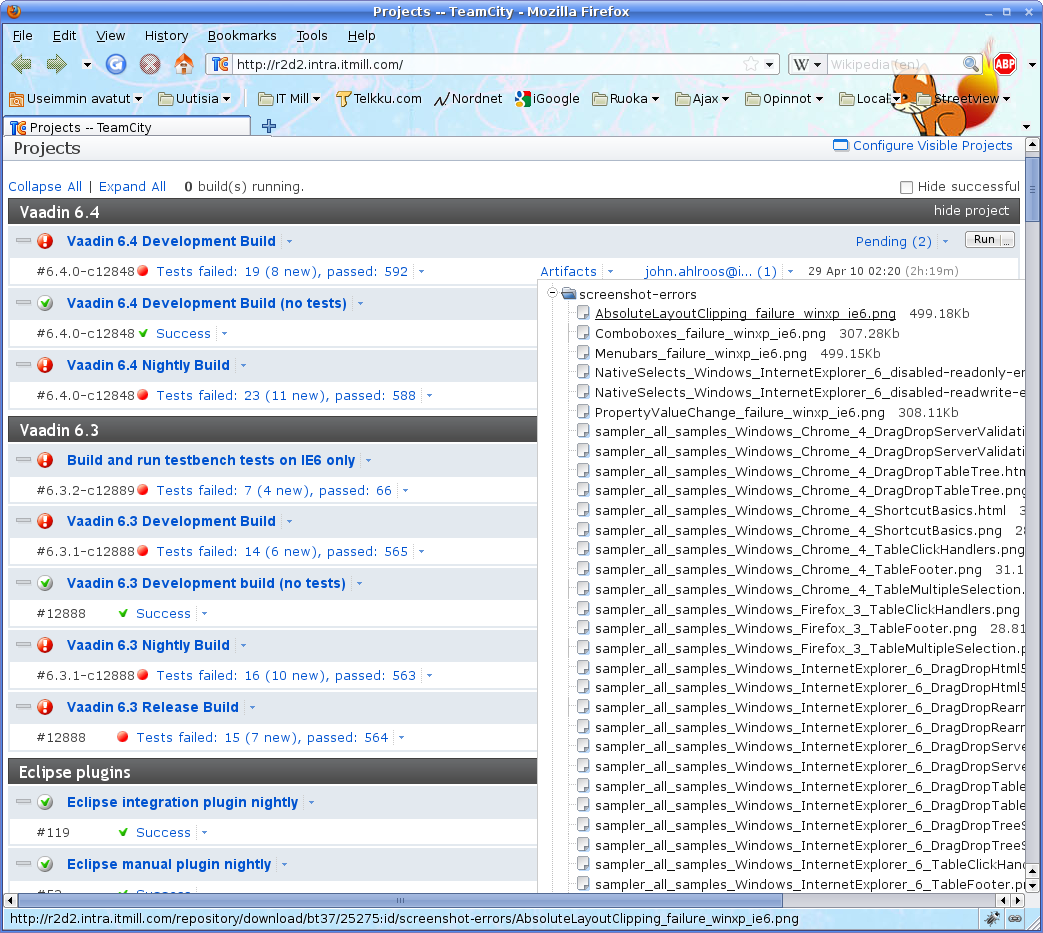 Projects -- TeamCity - Mozilla Firefox
File Edit View History Bookmarks Tools Help
http://r2d2.intra.itmill.com/ W Wikipedia (en) ABP
Useimmin avatut Uutisia IT Mill Telkku.com Nordnet iGoogle Ruoka Ajax Opinnot Locat Streetview
TC Projects -- TeamCity
Projects Configure Visible Projects
Collapse All | Expand All 0 build(s) running. Hide successful
Vaadin 6.4 hide project
Vaadin 6.4 Development Build Pending (2) Run ...
#6.4.0-c12848 Tests failed: 19 (8 new), passed: 592 Artifacts john.ahlroos@i... (1) 29 Apr 10 02:20 (2h:19m)
Vaadin 6.4 Development Build (no tests)
#6.4.0-c12848 Success
Vaadin 6.4 Nightly Build
#6.4.0-c12848 Tests failed: 23 (11 new), passed: 588
Vaadin 6.3
Build and run testbench tests on IE6 only
#6.3.2-c12889 Tests failed: 7 (4 new), passed: 66
Vaadin 6.3 Development Build
#6.3.1-c12888 Tests failed: 14 (6 new), passed: 565
Vaadin 6.3 Development build (no tests)
#12888 Success
Vaadin 6.3 Nightly Build
#6.3.1-c12888 Tests failed: 16 (10 new), passed: 563
Vaadin 6.3 Release Build
#12888 Tests failed: 15 (7 new), passed: 564
Eclipse plugins
Eclipse integration plugin nightly
#119 Success
Eclipse manual plugin nightly
Success
screenshot-errors
AbsoluteLayoutClipping_failure_winxp_ie6.png 499.18Kb
Comboboxes_failure_winxp_ie6.png 307.28Kb
Menubars_failure_winxp_ie6.png 499.15Kb
NativeSelects_Windows_InternetExplorer_6_disabled-readonly-er
NativeSelects_Windows_InternetExplorer_6_disabled-readwrite-e
PropertyValueChange_failure_winxp_ie6.png 308.11Kb
sampler_all_samples_Windows_Chrome_4_DragDropServerValidati
sampler_all_samples_Windows_Chrome_4_DragDropServerValidati
sampler_all_samples_Windows_Chrome_4_DragDropTableTree.htm
sampler_all_samples_Windows_Chrome_4_DragDropTableTree.png
sampler_all_samples_Windows_Chrome_4_ShortcutBasics.html 3
sampler_all_samples_Windows_Chrome_4_ShortcutBasics.png 28
sampler_all_samples_Windows_Chrome_4_TableClickHandlers.png
sampler_all_samples_Windows_Chrome_4_TableFooter.png 31.1
sampler_all_samples_Windows_Chrome_4_TableMultipleSelection.
sampler_all_samples_Windows_Firefox_3_TableClickHandlers.png
sampler_all_samples_Windows_Firefox_3_TableFooter.png 28.81
sampler_all_samples_Windows_Firefox_3_TableMultipleSelection.p
sampler_all_samples_Windows_InternetExplorer_6_DragDropHtml5
sampler_all_samples_Windows_InternetExplorer_6_DragDropHtml5
sampler_all_samples_Windows_InternetExplorer_6_DragDropRearr
sampler_all_samples_Windows_InternetExplorer_6_DragDropRearr
sampler_all_samples_Windows_InternetExplorer_6_DragDropServe
sampler_all_samples_Windows_InternetExplorer_6_DragDropServe
sampler_all_samples_Windows_InternetExplorer_6_DragDropTable
sampler_all_samples_Windows_InternetExplorer_6_DragDropTable
sampler_all_samples_Windows_InternetExplorer_6_DragDropTreeS
sampler_all_samples_Windows_InternetExplorer_6_DragDropTreeS
sampler_all_samples_Windows_InternetExplorer_6_TableClickHand
sampler_all_samples_Windows_InternetExplorer_6_TableFooter.pn
http://r2d2.intra.itmill.com/repository/download/bt37/25275:id/screenshot-errors/AbsoluteLayoutClipping_failure_winxp_ie6.png